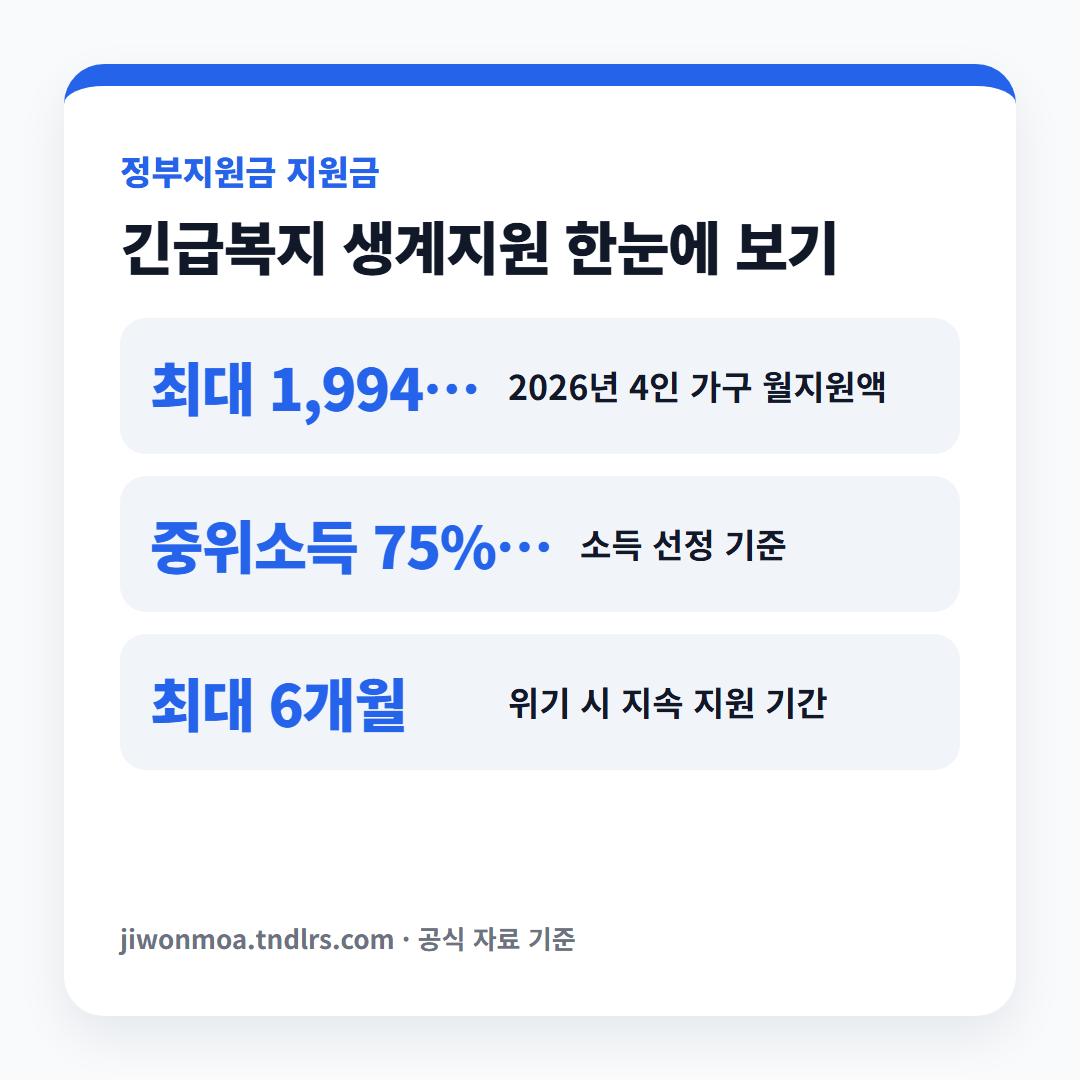 정부지원금 지원금
긴급복지 생계지원 한눈에 보기
최대 1,994… 2026년 4인 가구 월지원액
중위소득 75%… 소득 선정 기준
최대 6개월 위기 시 지속 지원 기간
jiwonmoa.tndlrs.com · 공식 자료 기준